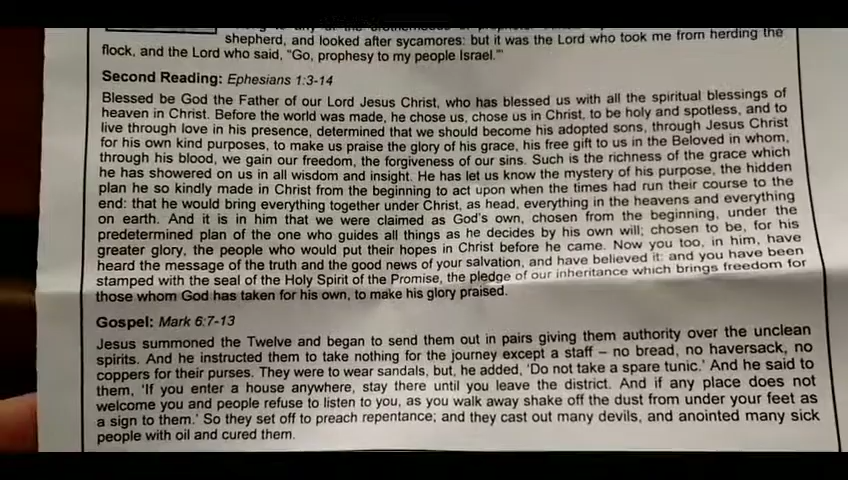 shepherd, and looked after sycamores: but it was the Lord who took me from herding the
flock, and the Lord who said, "Go, prophesy to my people Israel."'
Second Reading: Ephesians 1:3-14
Blessed be God the Father of our Lord Jesus Christ, who has blessed us with all the spiritual blessings of
heaven in Christ. Before the world was made, he chose us, chose us in Christ, to be holy and spotless, and to
live through love in his presence, determined that we should become his adopted sons, through Jesus Christ
for his own kind purposes, to make us praise the glory of his grace, his free gift to us in the Beloved in whom,
through his blood, we gain our freedom, the forgiveness of our sins. Such is the richness of the grace which
he has showered on us in all wisdom and insight. He has let us know the mystery of his purpose, the hidden
plan he so kindly made in Christ from the beginning to act upon when the times had run their course to the
end: that he would bring everything together under Christ, as head, everything in the heavens and everything
on earth. And it is in him that we were claimed as God's own, chosen from the beginning, under the
predetermined plan of the one who guides all things as he decides by his own will; chosen to be, for his
greater glory, the people who would put their hopes in Christ before he came. Now you too, in him, have
heard the message of the truth and the good news of your salvation, and have believed it: and you have been
stamped with the seal of the Holy Spirit of the Promise, the pledge of our inheritance which brings freedom for
those whom God has taken for his own, to make his glory praised.
Gospel: Mark 6:7-13
Jesus summoned the Twelve and began to send them out in pairs giving them authority over the unclean
spirits. And he instructed them to take nothing for the journey except a staff – no bread, no haversack, no
coppers for their purses. They were to wear sandals, but, he added, 'Do not take a spare tunic.' And he said to
them, 'If you enter a house anywhere, stay there until you leave the district. And if any place does not
welcome you and people refuse to listen to you, as you walk away shake off the dust from under your feet as
a sign to them.' So they set off to preach repentance; and they cast out many devils, and anointed many sick
people with oil and cured them.